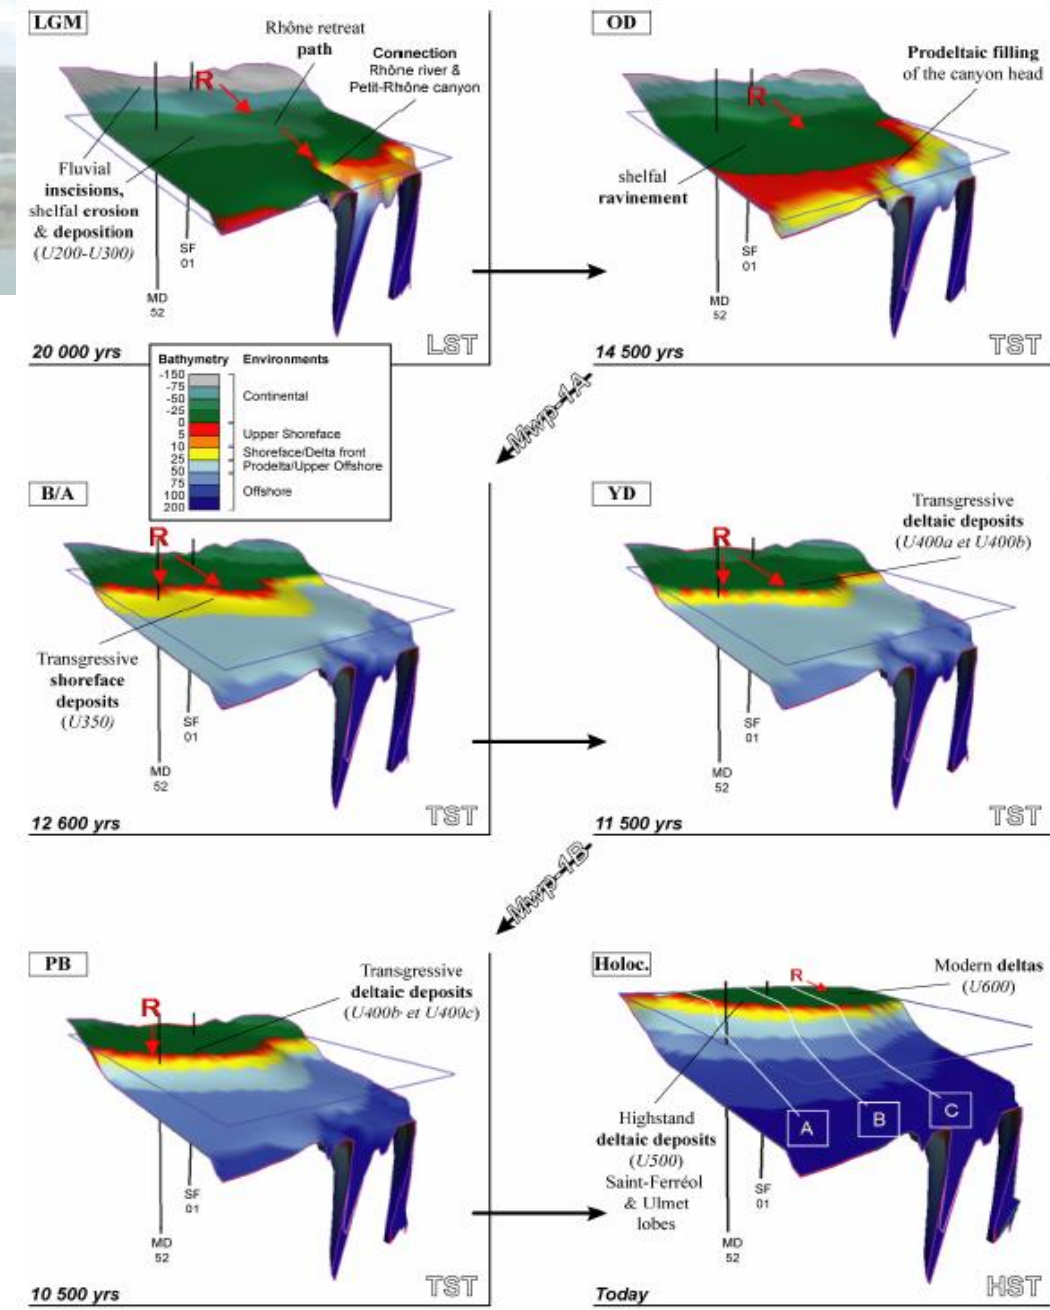 LGM
Rhône retreat
path
Connection
Rhône river &
Petit-Rhône canyon
R
Fluvial
inscisions,
shelfal erosion
& deposition
(U200-U300)
SF
01
MD
52
20 000 yrs
LST
OD
Prodeltaic filling
of the canyon head
R
shelfal
ravinement
SF
01
MD
52
14 500 yrs
TST
Bathymetry Environments
-150
-75
-50
-25
0
5
10
25
50
75
100
200
Continental
Upper Shoreface
Shoreface/Delta front
Prodelta/Upper Offshore
Offshore
Mwp-1A
B/A
R
Transgressive
shoreface
deposits
(U350)
SF
01
MD
52
12 600 yrs
TST
YD
Transgressive
deltaic deposits
(U400a et U400b)
R
SF
01
MD
52
11 500 yrs
TST
Mwp-1B
PB
Transgressive
deltaic deposits
(U400b et U400c)
R
SF
01
MD
52
10 500 yrs
TST
Holoc.
R
Modern deltas
(U600)
A
B
C
Highstand
deltaic deposits
(U500)
Saint-Ferréol
& Ulmet
lobes
SF
01
MD
52
Today
HST